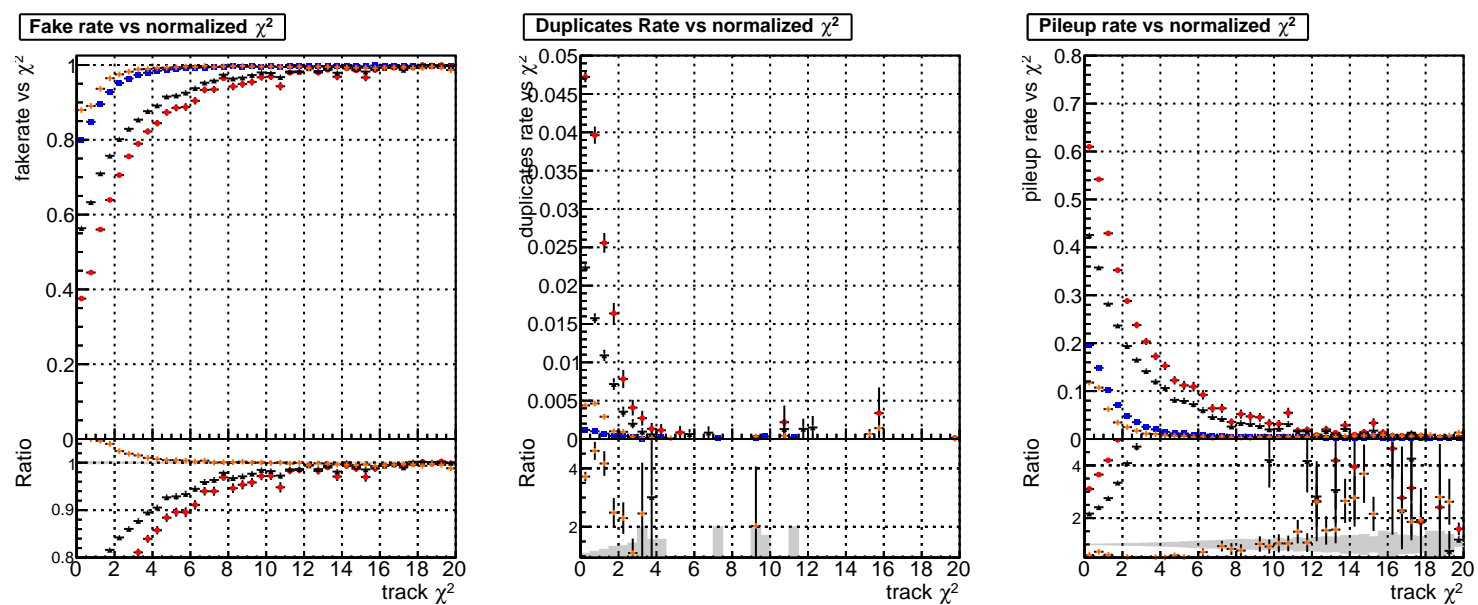 Fake rate vs normalized χ²
fakerate vs χ²
1
0.8
0.6
0.4
0.2
0
Ratio
1
0.9
0.8
0 2 4 6 8 10 12 14 16 18 20
track χ²
Duplicates Rate vs normalized χ²
duplicates rate vs χ²
0.05
0.045
0.04
0.035
0.03
0.025
0.02
0.015
0.01
0.005
0
Ratio
4
2
0 2 4 6 8 10 12 14 16 18 20
track χ²
Pileup rate vs normalized χ²
pileup rate vs χ²
0.8
0.7
0.6
0.5
0.4
0.3
0.2
0.1
0
Ratio
4
2
0 2 4 6 8 10 12 14 16 18 20
track χ²